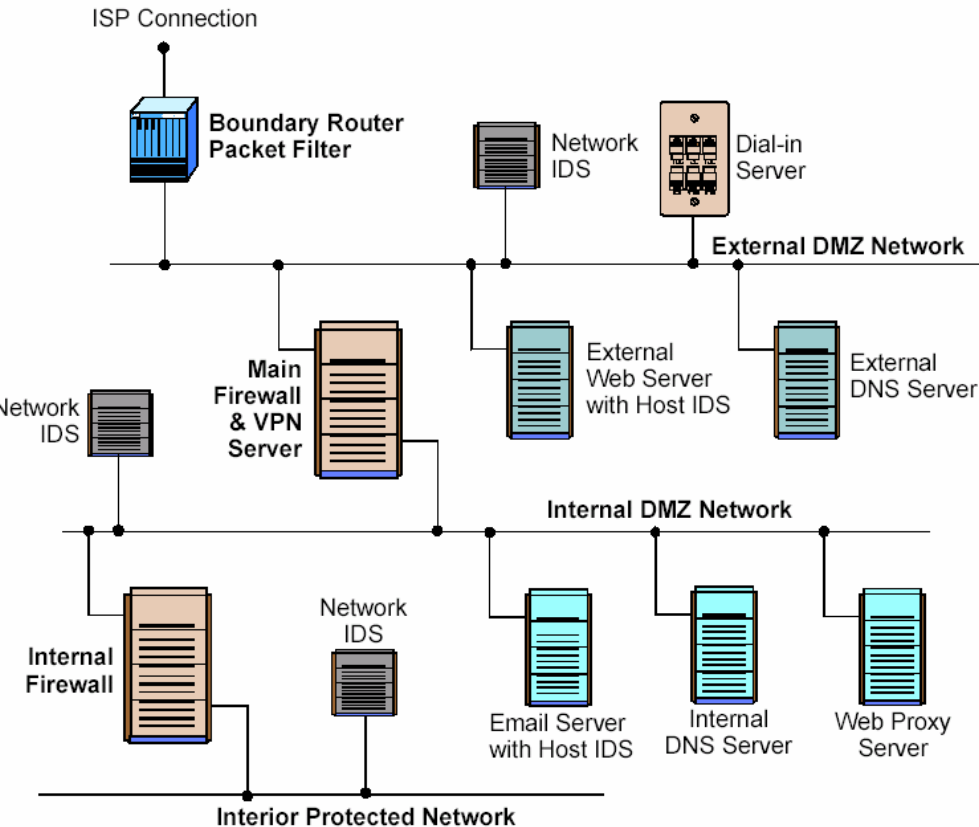 ISP Connection
Boundary Router
Packet Filter
Network
IDS
Dial-in
Server
External DMZ Network
Main
Firewall
& VPN
Server
External
Web Server
with Host IDS
External
DNS Server
Network
IDS
Internal DMZ Network
Internal
Firewall
Network
IDS
Email Server
with Host IDS
Internal
DNS Server
Web Proxy
Server
Interior Protected Network